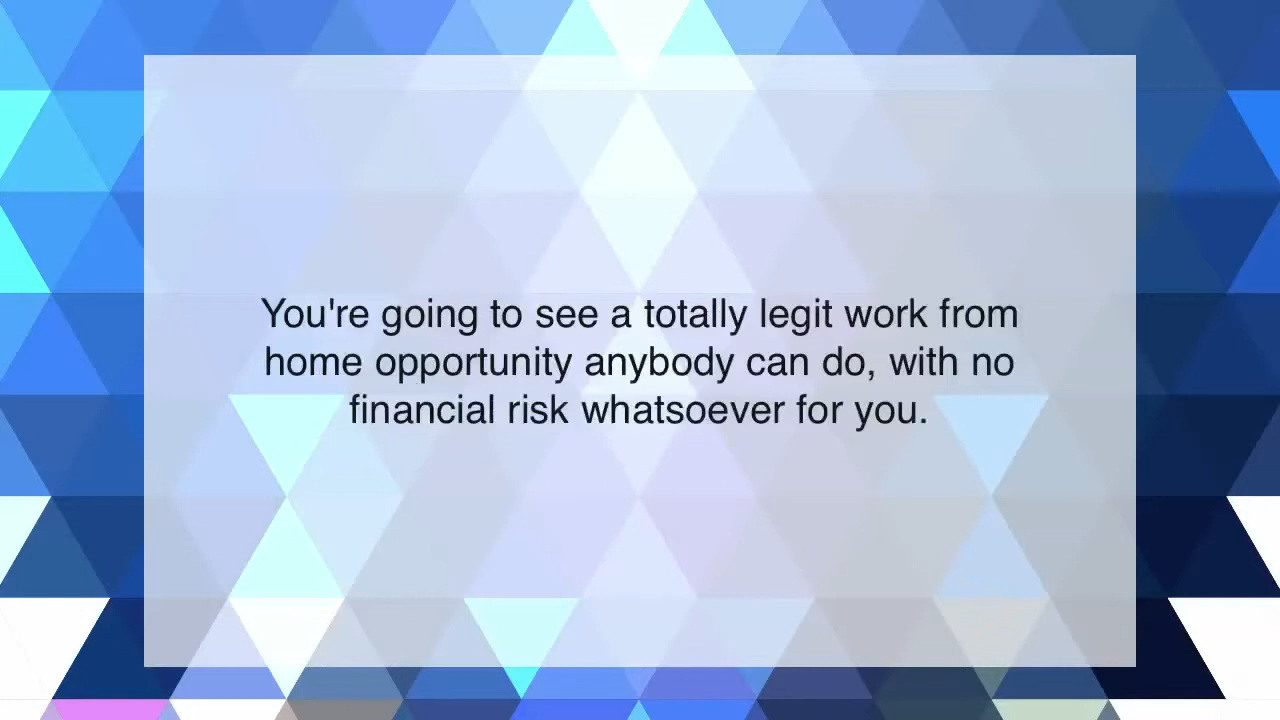 You're going to see a totally legit work from
home opportunity anybody can do, with no
financial risk whatsoever for you.